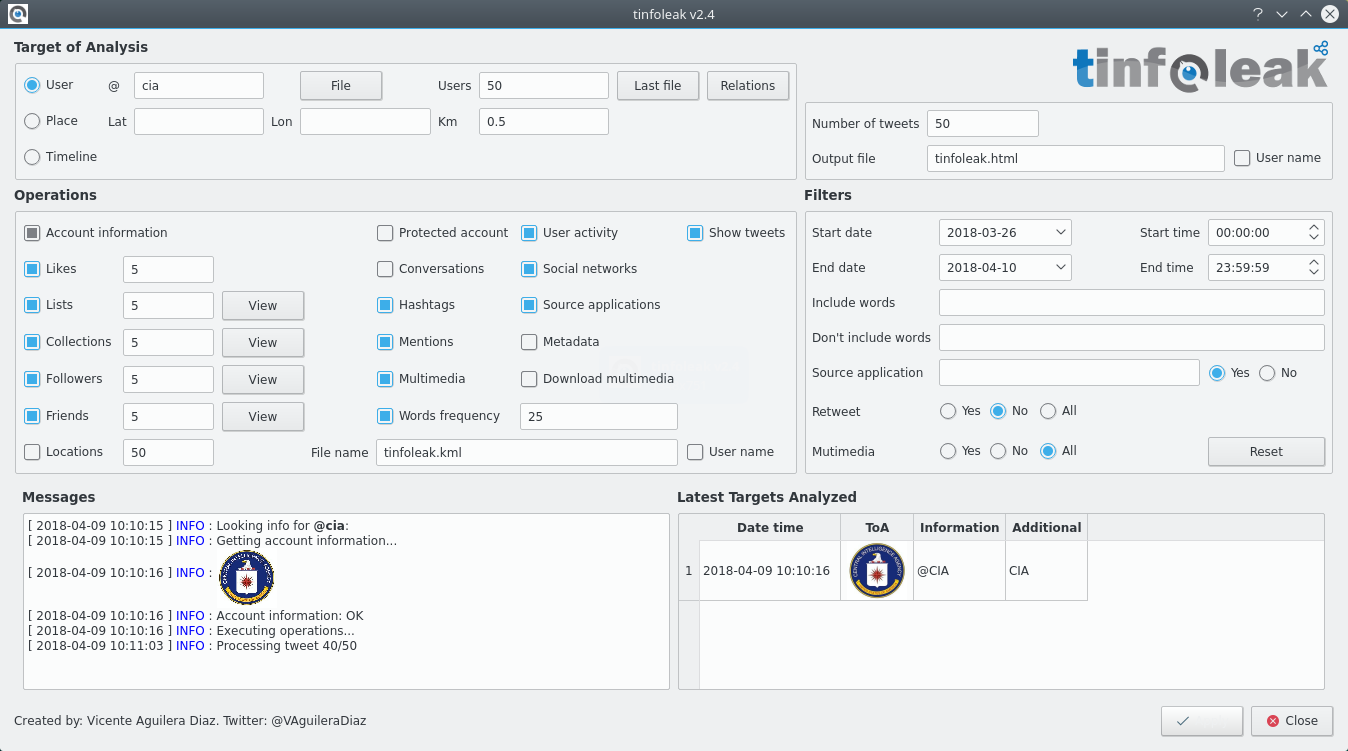 tinfoleak v2.4
Target of Analysis
tinfoleak
User @ cia File Users 50 Last file Relations
Place Lat Lon Km 0.5
Timeline
Number of tweets 50
Output file tinfoleak.html User name
Operations
Account information Protected account User activity Show tweets
Likes 5 Conversations Social networks
Lists 5 View Hashtags Source applications
Collections 5 View Mentions Metadata
Followers 5 View Multimedia Download multimedia
Friends 5 View Words frequency 25
Locations 50 File name tinfoleak.kml User name
Filters
Start date 2018-03-26 Start time 00:00:00
End date 2018-04-10 End time 23:59:59
Include words
Don't include words
Source application Yes No
Retweet Yes No All
Mutimedia Yes No All Reset
Messages
[ 2018-04-09 10:10:15 ] INFO : Looking info for @cia:
[ 2018-04-09 10:10:15 ] INFO : Getting account information...
[ 2018-04-09 10:10:16 ] INFO :
[ 2018-04-09 10:10:16 ] INFO : Account information: OK
[ 2018-04-09 10:10:16 ] INFO : Executing operations...
[ 2018-04-09 10:11:03 ] INFO : Processing tweet 40/50
Latest Targets Analyzed
Date time ToA Information Additional
1 2018-04-09 10:10:16 CENTRAL INTELLIGENCE AGENCY @CIA CIA
Created by: Vicente Aguilera Diaz. Twitter: @VAguileraDiaz
Close